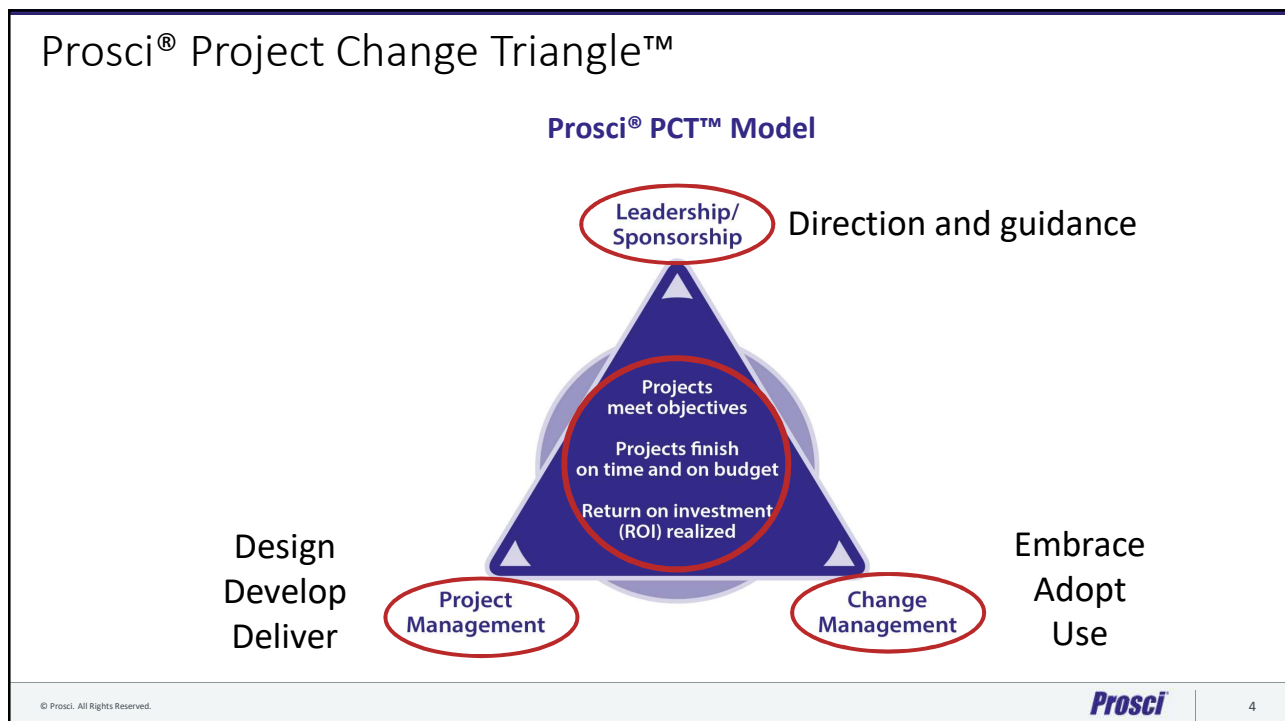 Prosci® Project Change Triangle™
Prosci® PCT™ Model
Leadership/
Sponsorship
Direction and guidance
Projects
meet objectives
Projects finish
on time and on budget
Return on investment
(ROI) realized
Design
Develop
Deliver
Project
Management
Change
Management
Embrace
Adopt
Use
© Prosci. All Rights Reserved.
Prosci
4